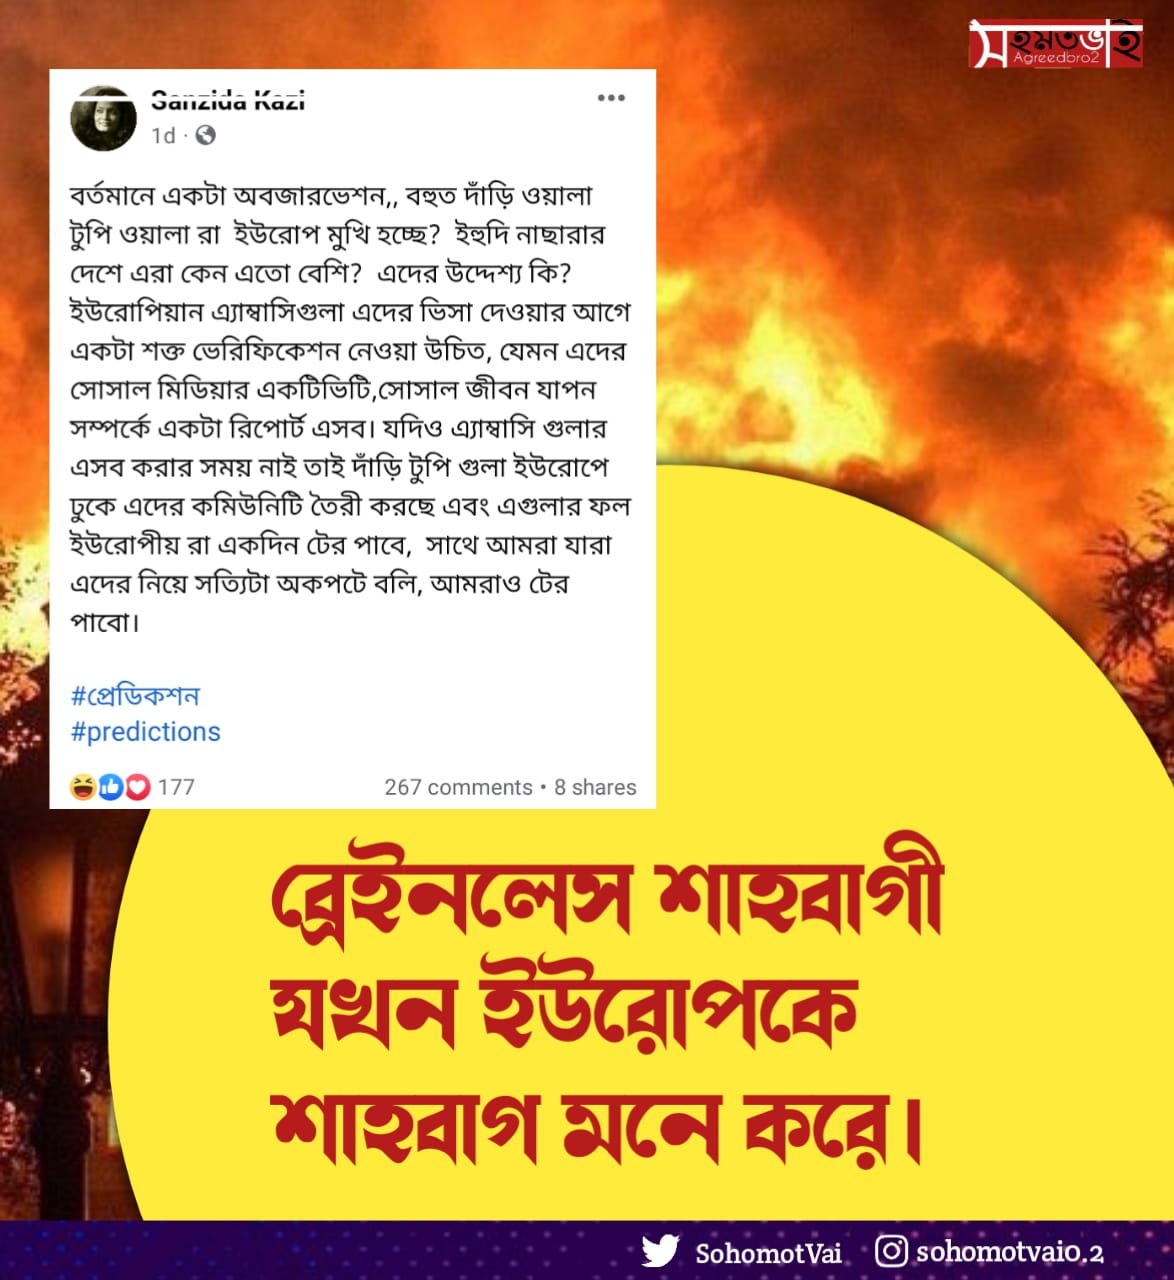 সহমতভাই
Agreedbro2
Sanzida Kazi
1d
বর্তমানে একটা অবজারভেশন,, বহুত দাঁড়ি ওয়ালা
টুপি ওয়ালা রা ইউরোপ মুখি হচ্ছে? ইহুদি নাছারার
দেশে এরা কেন এতো বেশি? এদের উদ্দেশ্য কি?
ইউরোপিয়ান এ্যাম্বাসিগুলা এদের ভিসা দেওয়ার আগে
একটা শক্ত ভেরিফিকেশন নেওয়া উচিত, যেমন এদের
সোসাল মিডিয়ার একটিভিটি,সোসাল জীবন যাপন
সম্পর্কে একটা রিপোর্ট এসব। যদিও এ্যাম্বাসি গুলার
এসব করার সময় নাই তাই দাঁড়ি টুপি গুলা ইউরোপে
ঢুকে এদের কমিউনিটি তৈরী করছে এবং এগুলার ফল
ইউরোপীয় রা একদিন টের পাবে, সাথে আমরা যারা
এদের নিয়ে সত্যিটা অকপটে বলি, আমরাও টের
পাবো।
#প্রেডিকশন
#predictions
177 267 comments • 8 shares
ব্রেইনলেস শাহবাগী
যখন ইউরোপকে
শাহবাগ মনে করে।
SohomotVai sohomotvai0.2